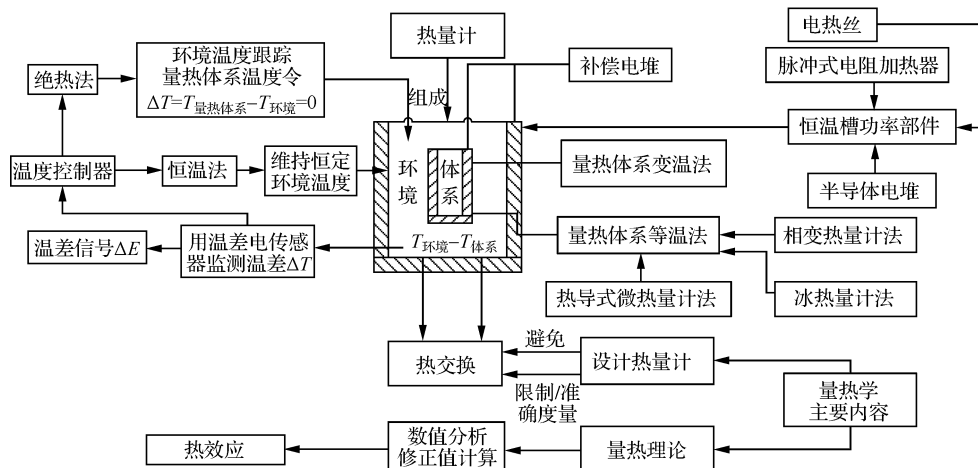 热量计
电热丝
环境温度跟踪
量热体系温度令
ΔT=T量热体系−T环境=0
绝热法
组成
补偿电堆
脉冲式电阻加热器
恒温槽功率部件
温度控制器
恒温法
维持恒定
环境温度
环境
体系
量热体系变温法
半导体电堆
温差信号ΔE
用温差电传感
器监测温差ΔT
T环境−T体系
量热体系等温法
相变热量计法
热导式微热量计法
冰热量计法
热交换
避免
限制/准
确度量
设计热量计
量热学
主要内容
热效应
数值分析
修正值计算
量热理论